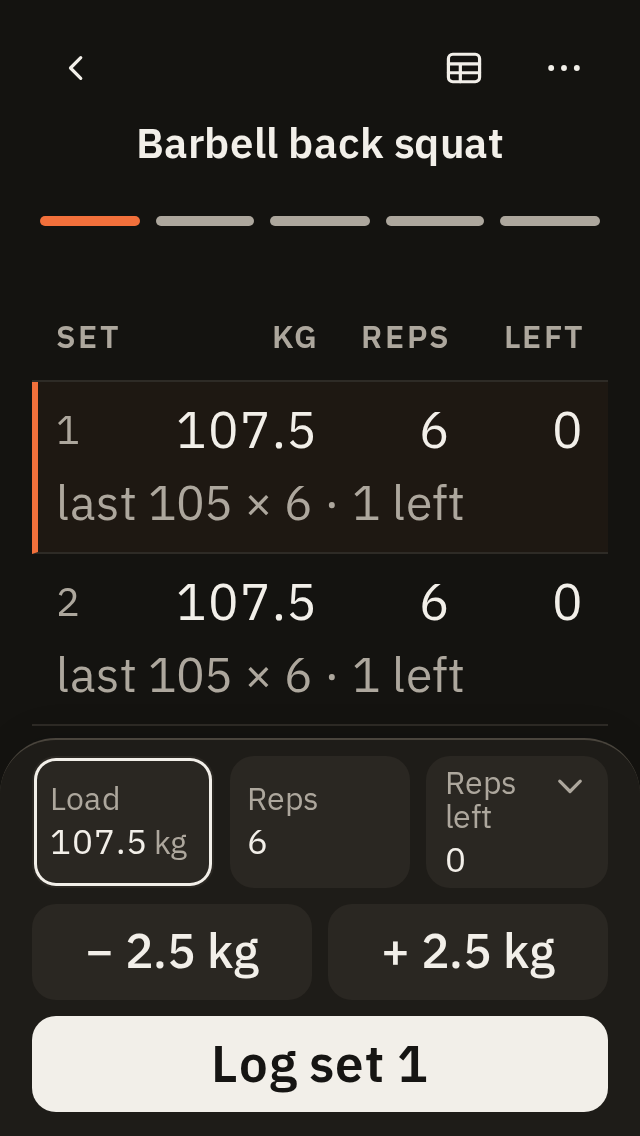 Barbell back squat
SET KG REPS LEFT
1 107.5 6 0
last 105 × 6 · 1 left
2 107.5 6 0
last 105 × 6 · 1 left
Load
107.5 kg
Reps
6
Reps
left
0
− 2.5 kg
+ 2.5 kg
Log set 1